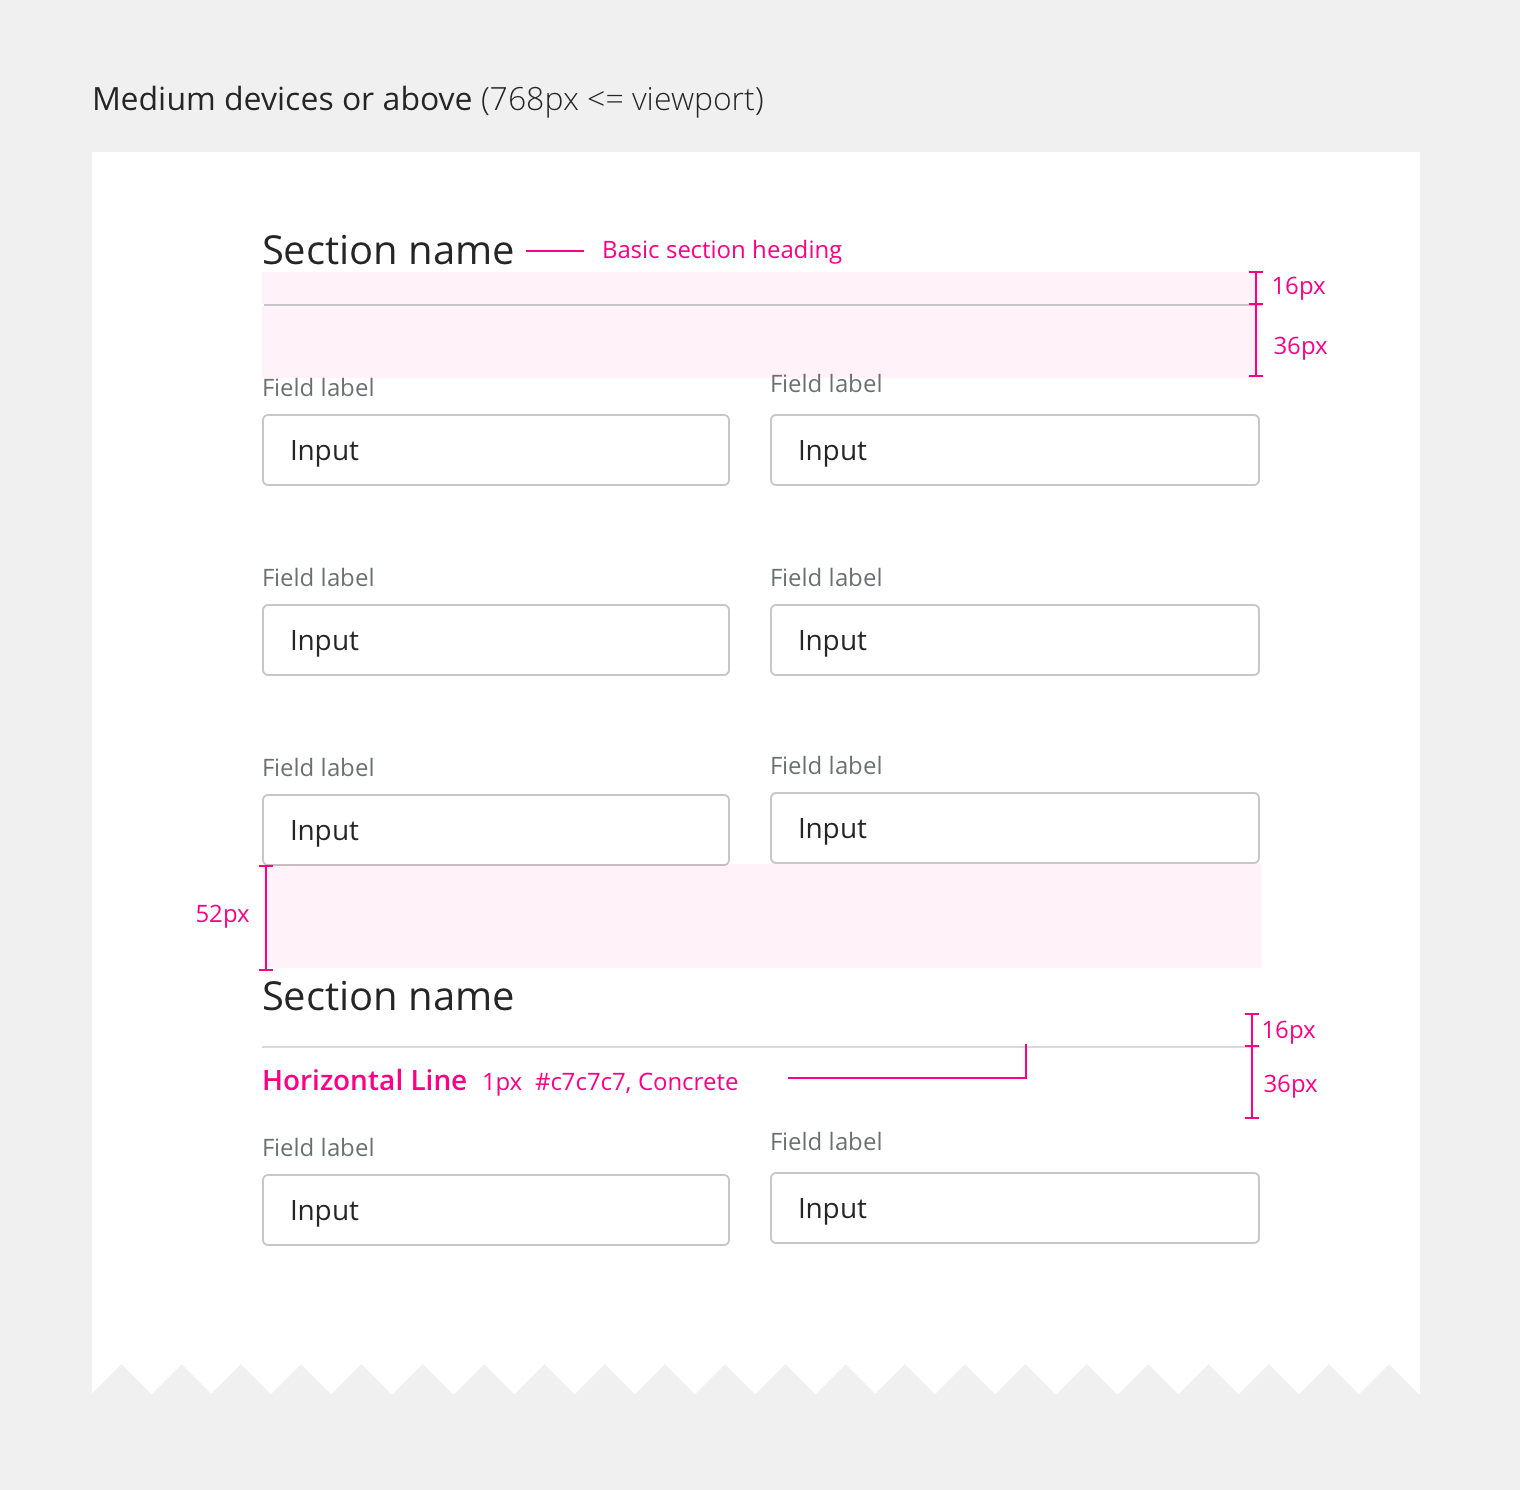 Medium devices or above (768px <= viewport)
Section name Basic section heading
16px
36px
Field label Field label
Input Input
Field label Field label
Input Input
Field label Field label
Input Input
52px
Section name
16px
Horizontal Line 1px #c7c7c7, Concrete
36px
Field label Field label
Input Input